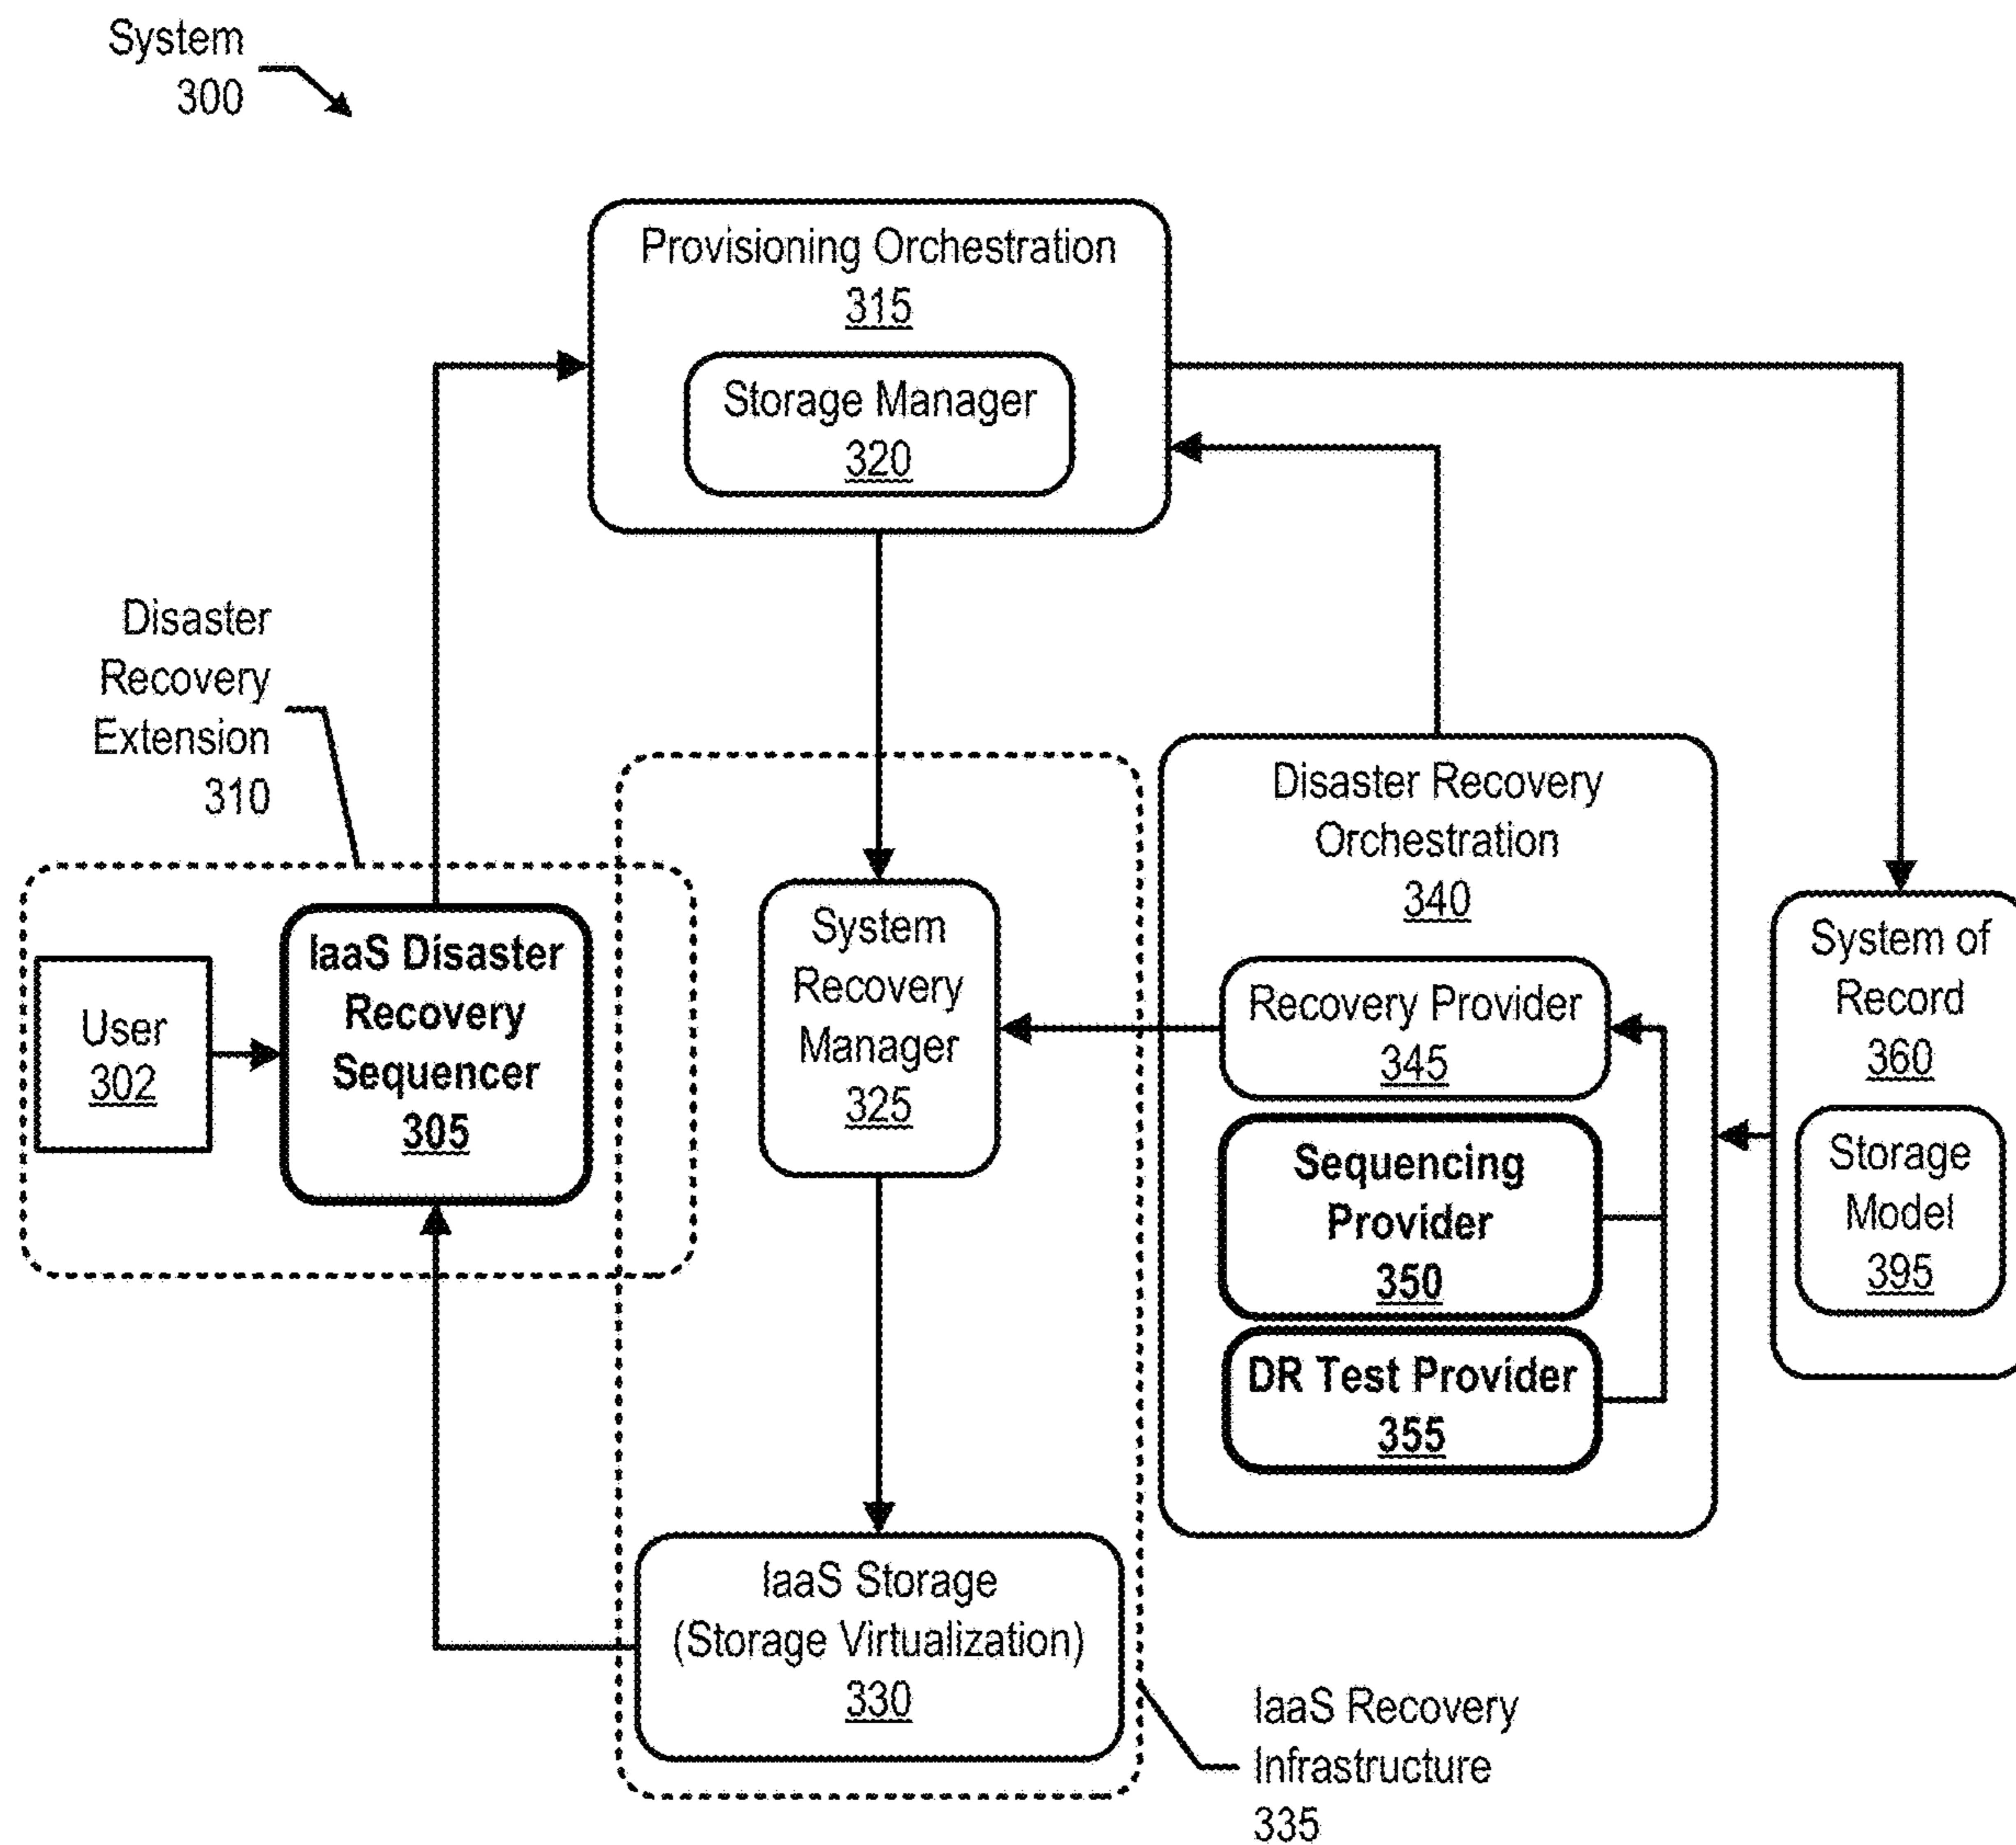 System
300
Provisioning Orchestration
315
Storage Manager
320
Disaster
Recovery
Extension
310
User
302
IaaS Disaster
Recovery
Sequencer
305
System
Recovery
Manager
325
Disaster Recovery
Orchestration
340
Recovery Provider
345
Sequencing
Provider
350
DR Test Provider
355
System of
Record
360
Storage
Model
395
IaaS Storage
(Storage Virtualization)
330
IaaS Recovery
Infrastructure
335